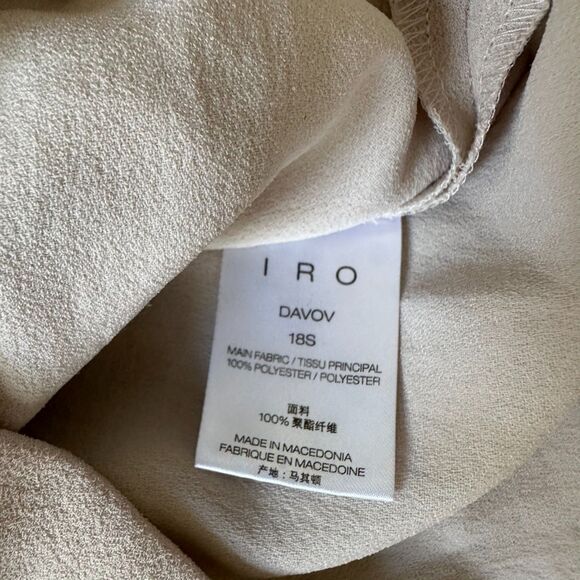 IRO
DAVOV
18S
MAIN FABRIC / TISSU PRINCIPAL
100% POLYESTER / POLYESTER
面料
100% 聚酯纤维
MADE IN MACEDONIA
FABRIQUE EN MACEDOINE
产地: 马其顿